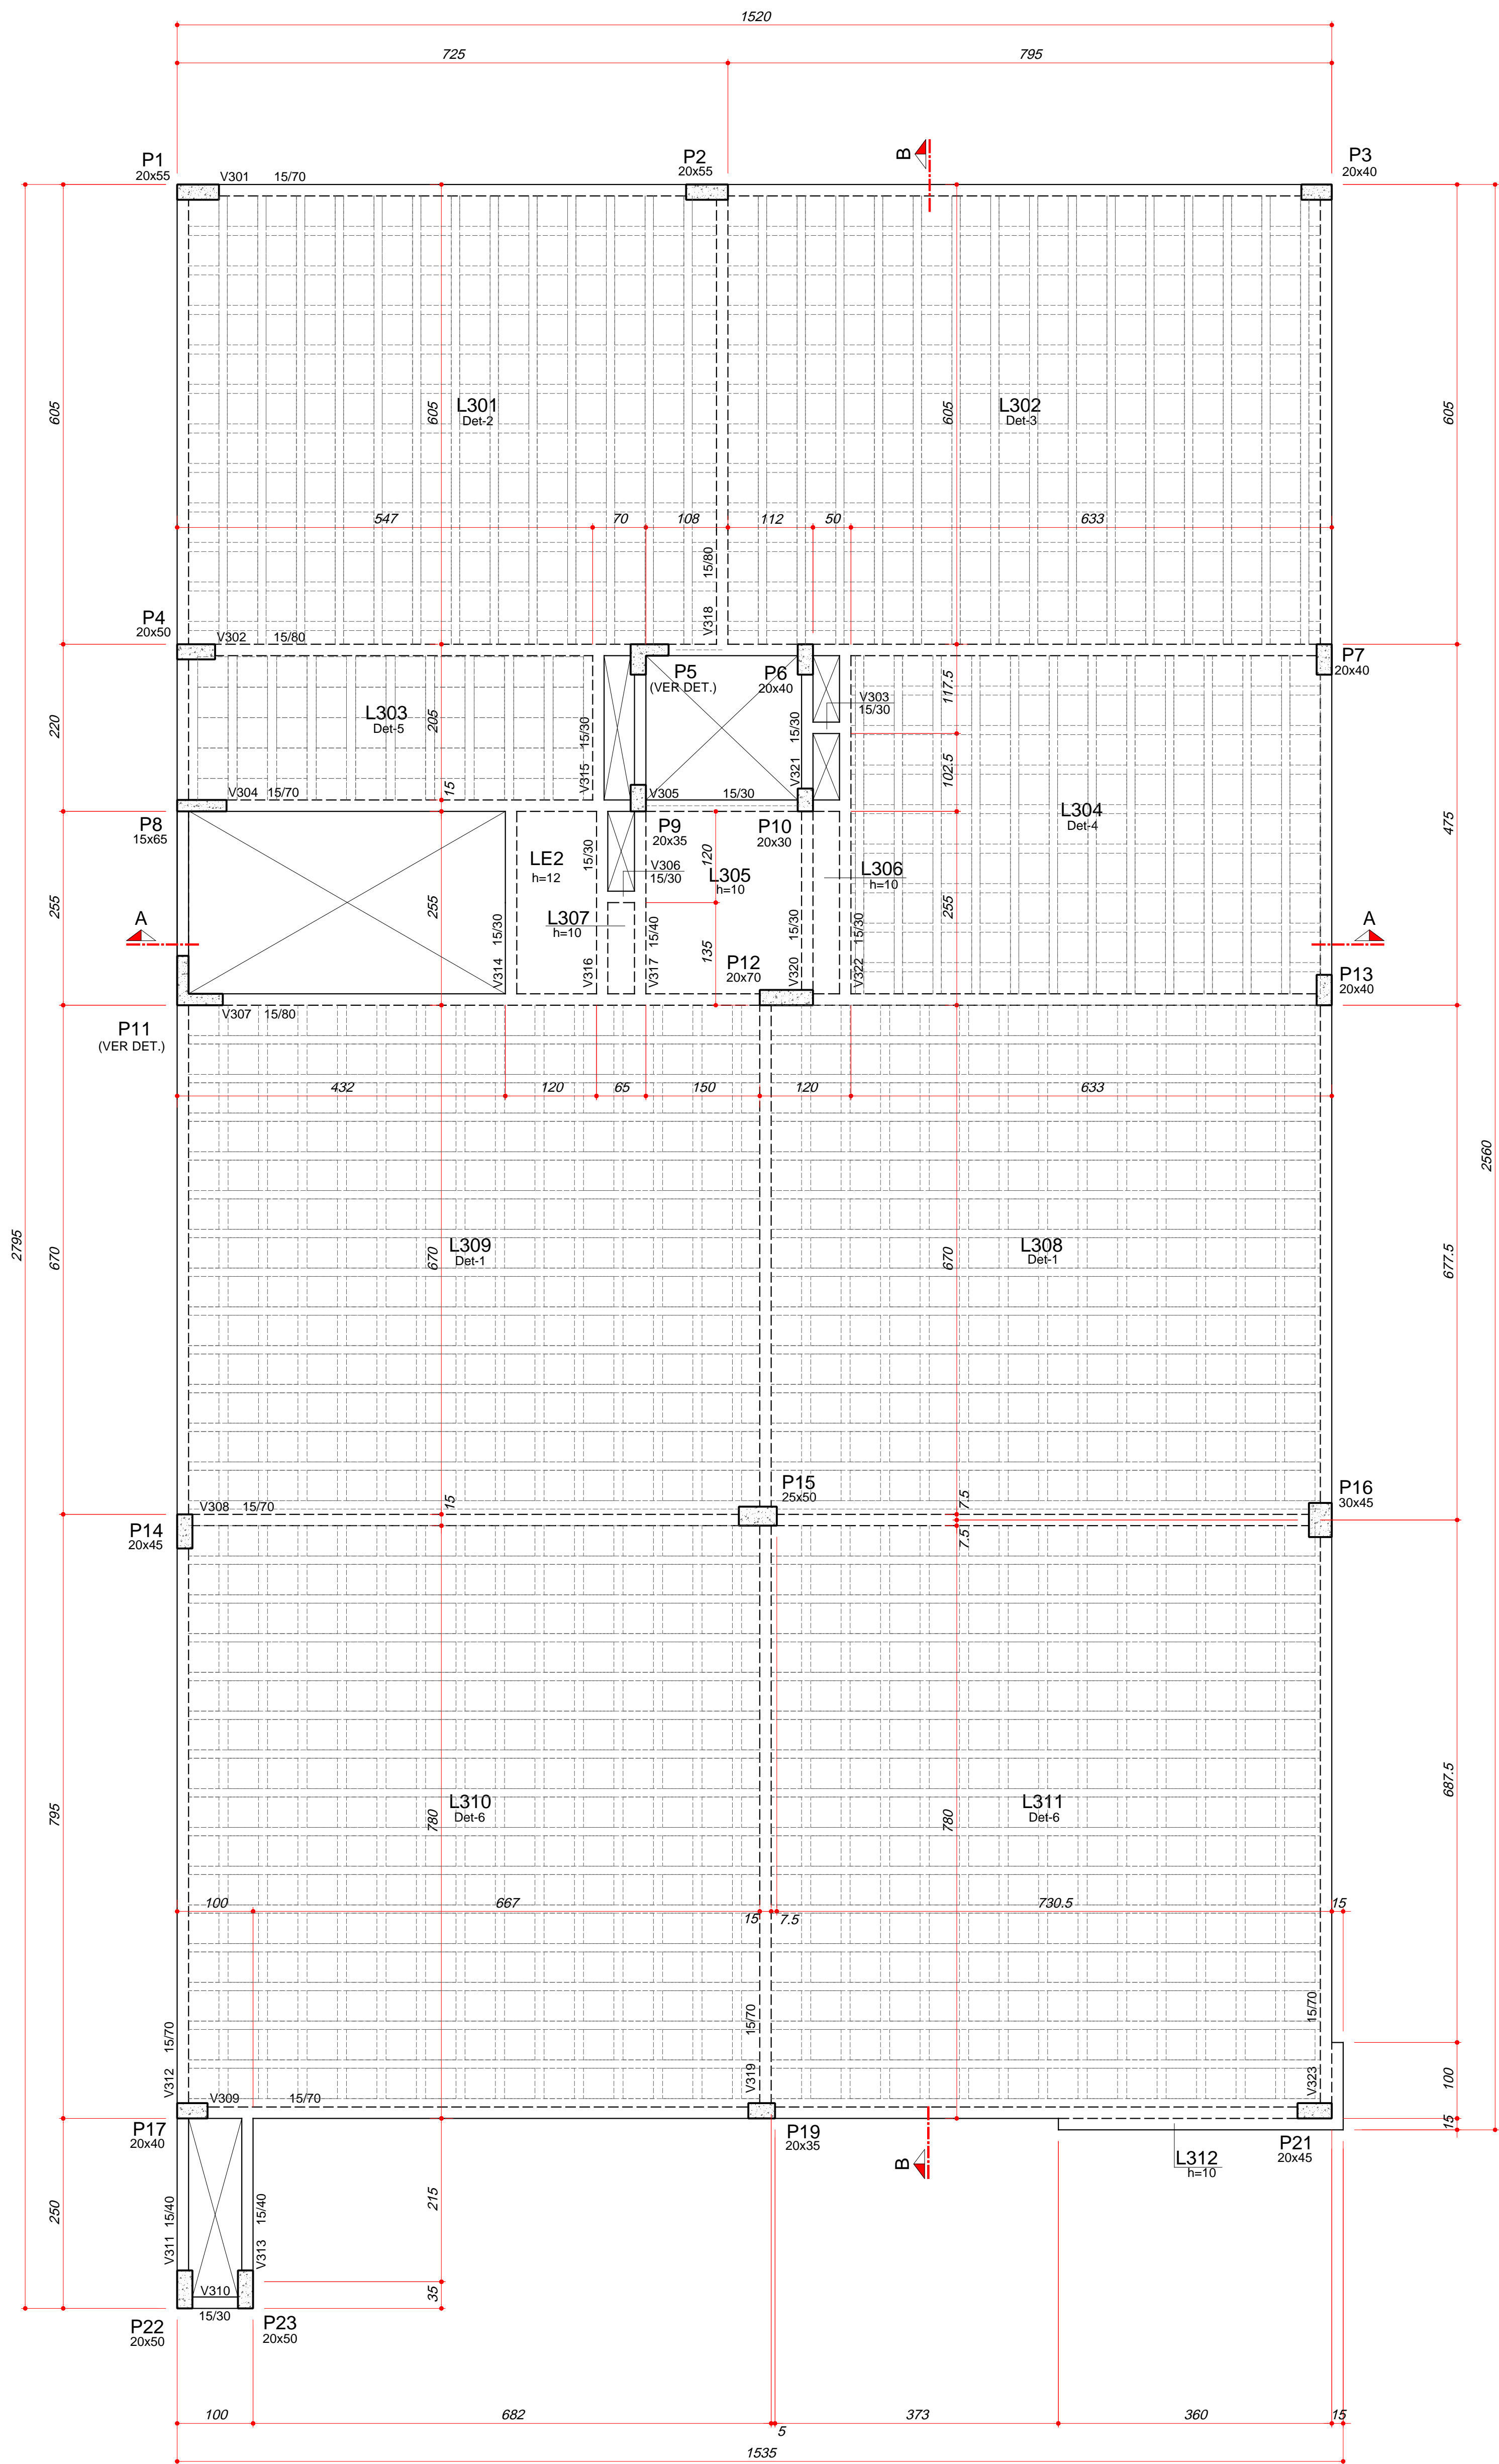 1520
725
795
B
P1
20x55
V301 15/70
P2
20x55
P3
20x40
605
L301
Det-2
605
L302
Det-3
605
605
547
70
108
112
50
633
15/80
V318
P4
20x50
V302 15/80
P5
(VER DET.)
P6
20x40
P7
20x40
117.5
V303
15/30
220
L303
Det-5
205
15/30
V315
15/30
V321
102.5
475
V304 15/70
15
V305 15/30
L304
Det-4
P8
15x65
P9
20x35
P10
20x30
LE2
h=12
15/30
V306
15/30
120
L305
h=10
L306
h=10
255
255
255
A
A
L307
h=10
V314 15/30
V316
V317 15/40
135
V320 15/30
V322 15/30
P12
20x70
P13
20x40
P11
(VER DET.)
V307 15/80
432
120
65
150
120
633
2560
2795
670
L309
Det-1
670
L308
Det-1
670
677.5
P14
20x45
V308 15/70
15
P15
25x50
7.5
7.5
P16
30x45
795
L310
Det-6
780
L311
Det-6
780
687.5
100
667
15
7.5
730.5
15
V312 15/70
V309 15/70
V319 15/70
V323 15/70
100
15
P17
20x40
P19
20x35
B
L312
h=10
P21
20x45
250
V311 15/40
V313 15/40
215
V310
15/30
35
P22
20x50
P23
20x50
100
682
5
373
360
15
1535